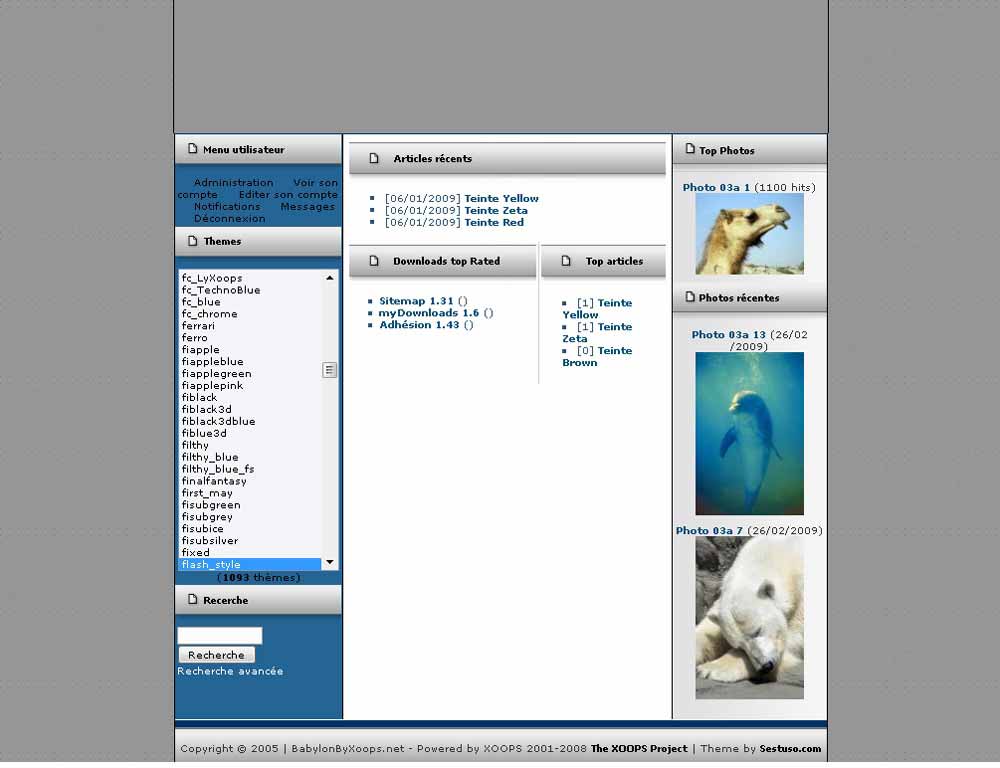 Menu utilisateur
Administration Voir son
compte Editer son compte
Notifications Messages
Déconnexion
Themes
fc_LyXoops
fc_TechnoBlue
fc_blue
fc_chrome
ferrari
ferro
fiapple
fiappleblue
fiapplegreen
fiapplepink
fiblack
fiblack3d
fiblack3dblue
fiblue3d
filthy
filthy_blue
filthy_blue_fs
finalfantasy
first_may
fisubgreen
fisubgrey
fisubice
fisubsilver
fixed
flash_style
(1093 thèmes)
Recerche
Recherche
Recherche avancée
Articles récents
[06/01/2009] Teinte Yellow
[06/01/2009] Teinte Zeta
[06/01/2009] Teinte Red
Downloads top Rated
Sitemap 1.31 ()
myDownloads 1.6 ()
Adhésion 1.43 ()
Top articles
[1] Teinte
Yellow
[1] Teinte
Zeta
[0] Teinte
Brown
Top Photos
Photo 03a 1 (1100 hits)
Photos récentes
Photo 03a 13 (26/02
/2009)
Photo 03a 7 (26/02/2009)
Copyright © 2005 | BabylonByXoops.net - Powered by XOOPS 2001-2008 The XOOPS Project | Theme by Sestuso.com